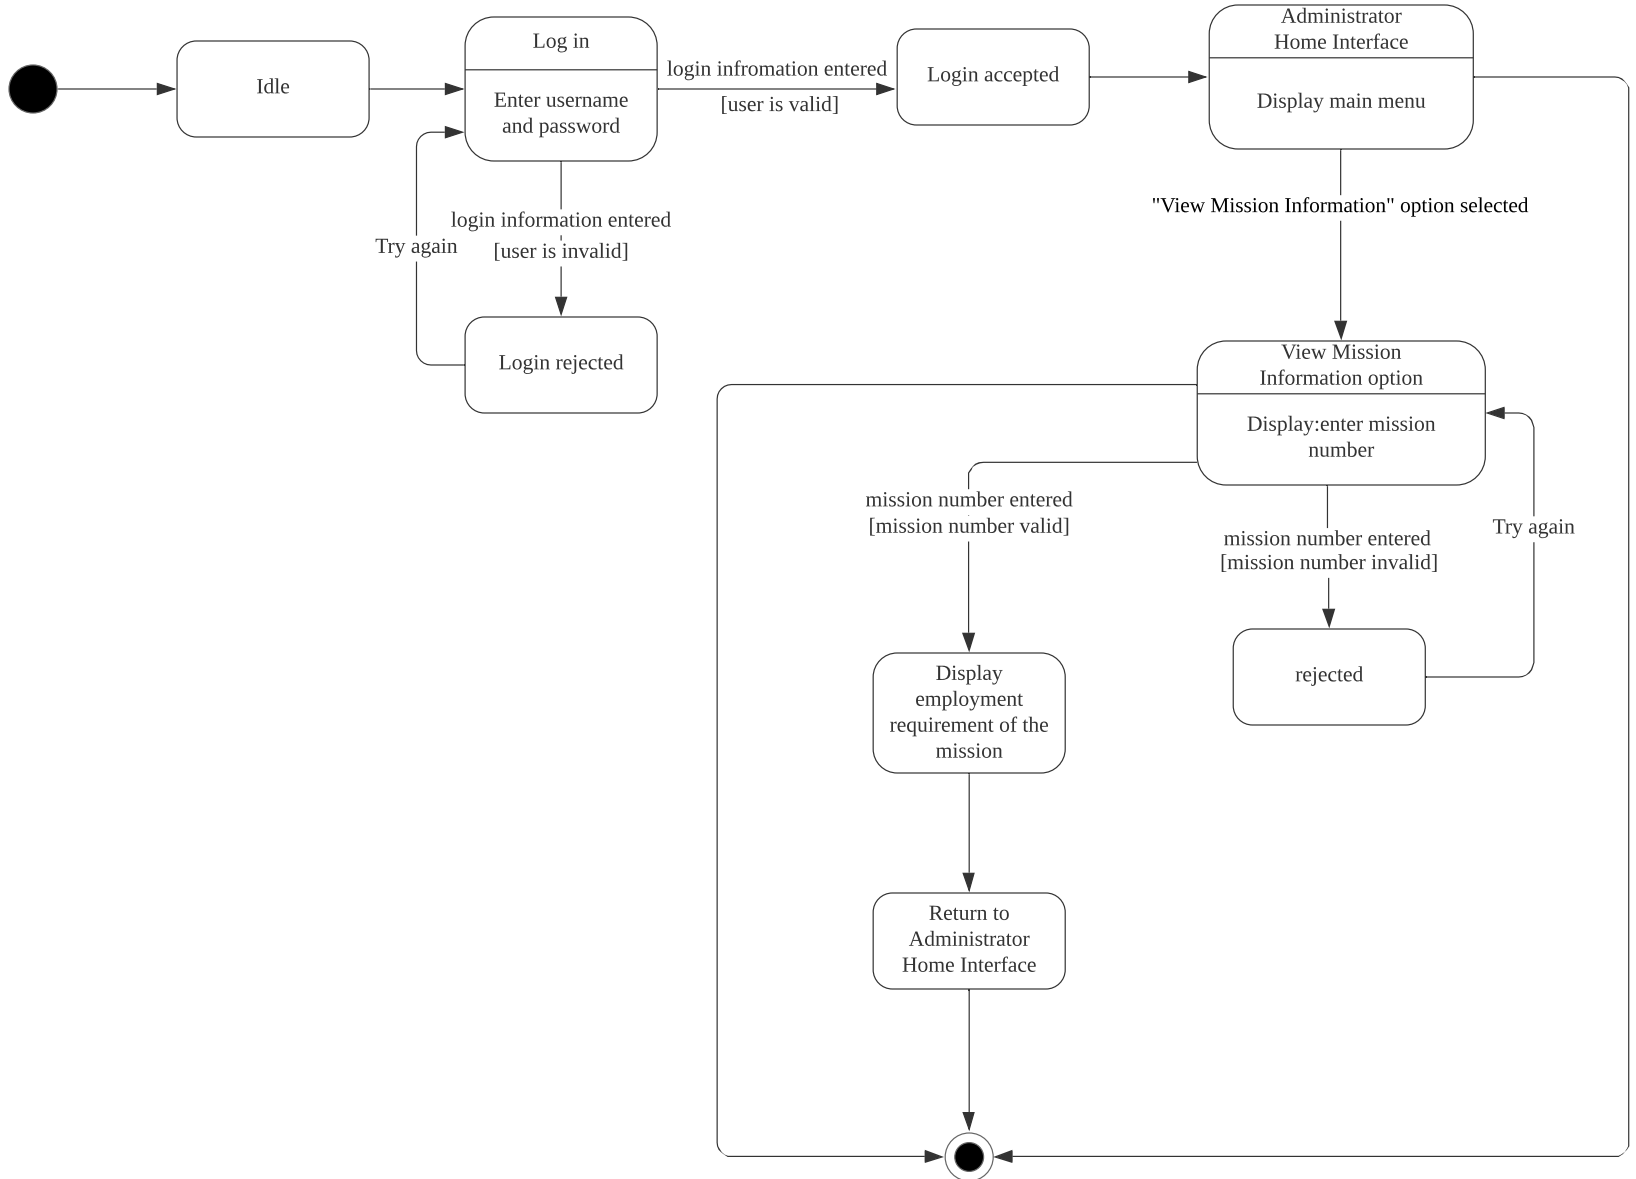 Idle
Log in
Enter username
and password
login infromation entered
[user is valid]
Login accepted
Administrator
Home Interface
Display main menu
login information entered
[user is invalid]
Try again
Login rejected
"View Mission Information" option selected
View Mission
Information option
Display:enter mission
number
mission number entered
[mission number valid]
mission number entered
[mission number invalid]
Try again
rejected
Display
employment
requirement of the
mission
Return to
Administrator
Home Interface